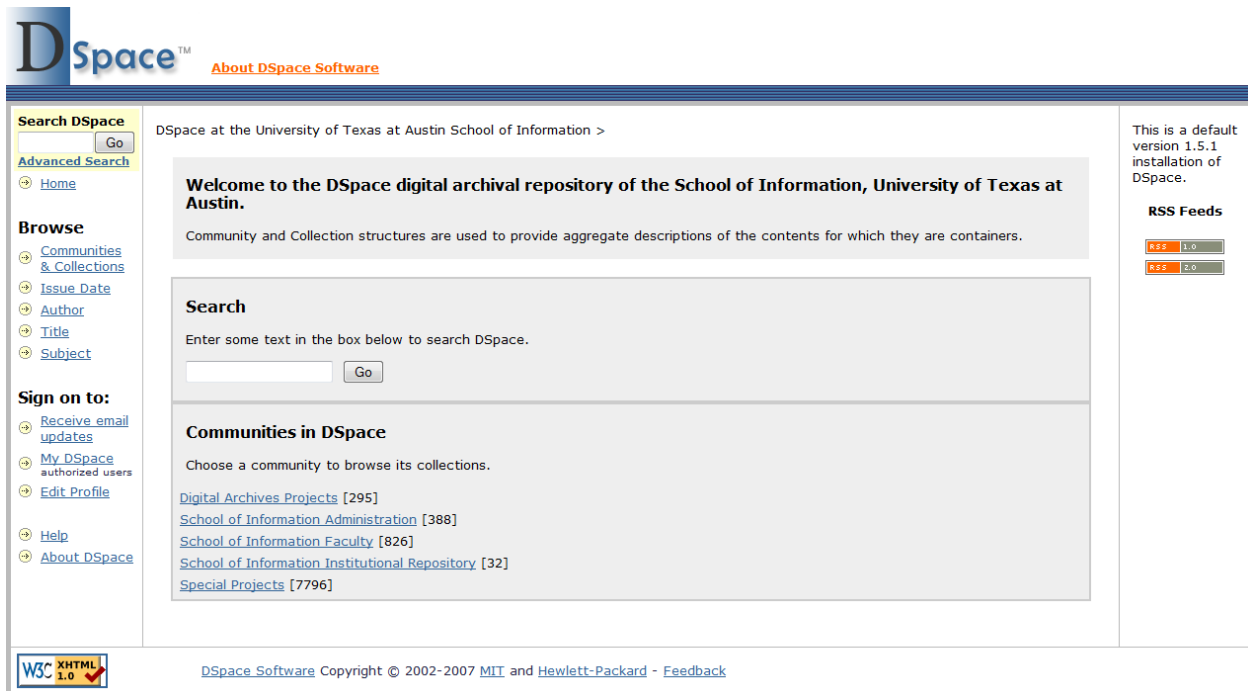 DSpace™
About DSpace Software
Search DSpace
Go
Advanced Search
Home
Browse
Communities
& Collections
Issue Date
Author
Title
Subject
Sign on to:
Receive email
updates
My DSpace
authorized users
Edit Profile
Help
About DSpace
DSpace at the University of Texas at Austin School of Information >
Welcome to the DSpace digital archival repository of the School of Information, University of Texas at
Austin.
Community and Collection structures are used to provide aggregate descriptions of the contents for which they are containers.
Search
Enter some text in the box below to search DSpace.
Go
Communities in DSpace
Choose a community to browse its collections.
Digital Archives Projects [295]
School of Information Administration [388]
School of Information Faculty [826]
School of Information Institutional Repository [32]
Special Projects [7796]
This is a default
version 1.5.1
installation of
DSpace.
RSS Feeds
RSS 1.0
RSS 2.0
W3C XHTML
1.0
DSpace Software Copyright © 2002-2007 MIT and Hewlett-Packard - Feedback